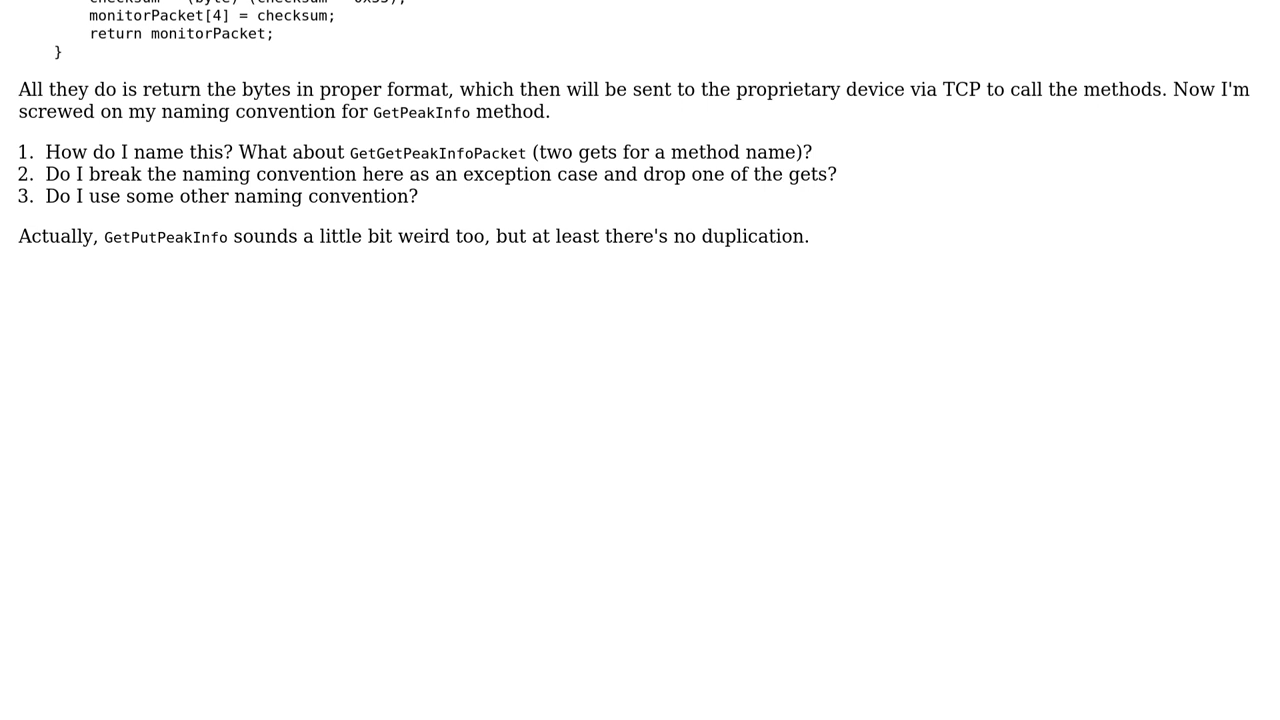 monitorPacket[4] = checksum;
return monitorPacket;
}
All they do is return the bytes in proper format, which then will be sent to the proprietary device via TCP to call the methods. Now I'm
screwed on my naming convention for GetPeakInfo method.
1. How do I name this? What about GetGetPeakInfoPacket (two gets for a method name)?
2. Do I break the naming convention here as an exception case and drop one of the gets?
3. Do I use some other naming convention?
Actually, GetPutPeakInfo sounds a little bit weird too, but at least there's no duplication.